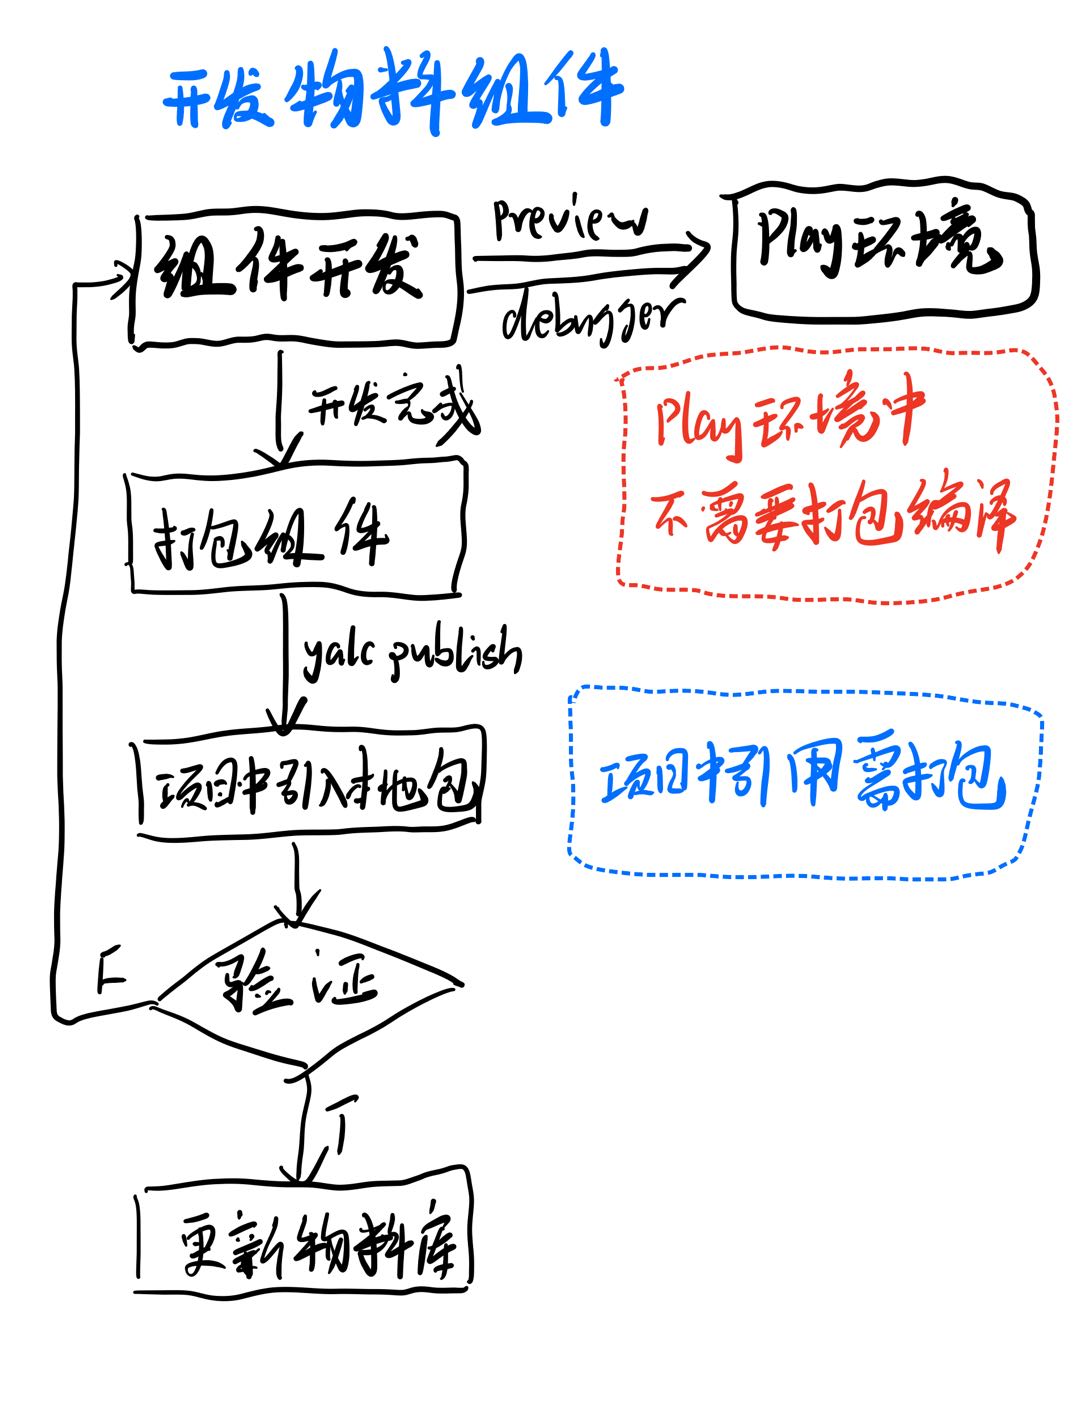 开发物料组件
Preview
组件开发
Play环境
debugger
开发完成
Play环境中
不需要打包编译
打包组件
yalc publish
项目中引入本地包
项目中引用需打包
F
验证
T
更新物料库